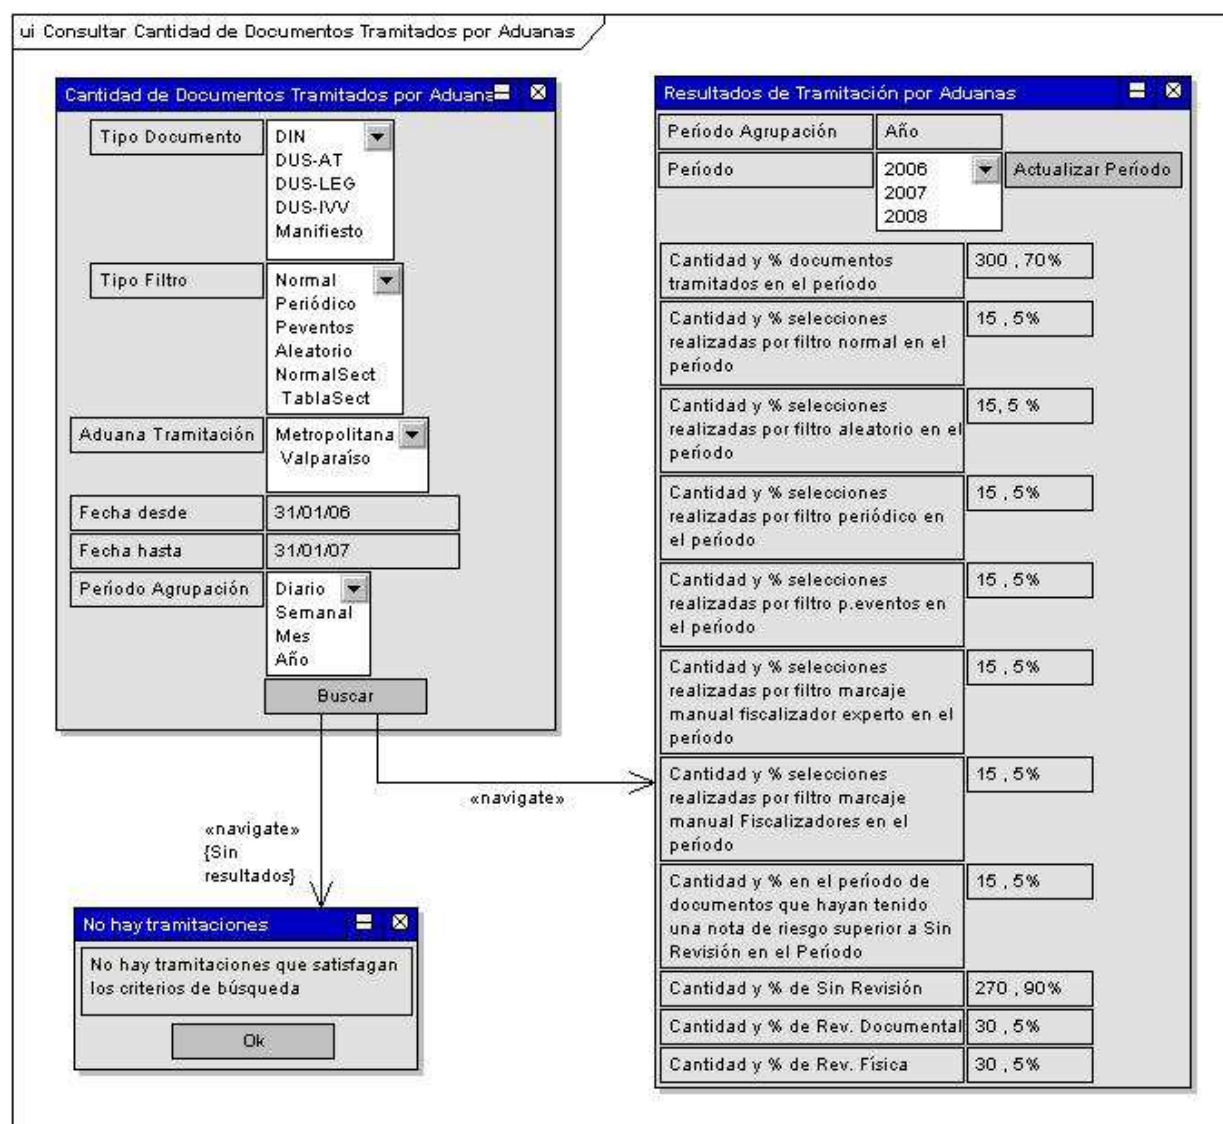 ui Consultar Cantidad de Documentos Tramitados por Aduanas
Cantidad de Documentos Tramitados por Aduana
Tipo Documento
DIN
DUS-AT
DUS-LEG
DUS-IVV
Manifiesto
Tipo Filtro
Normal
Periódico
Peventos
Aleatorio
NormalSect
TablaSect
Aduana Tramitación
Metropolitana
Valparaíso
Fecha desde
31/01/06
Fecha hasta
31/01/07
Período Agrupación
Diario
Semanal
Mes
Año
Buscar
«navigate»
{Sin
resultados}
«navigate»
No hay tramitaciones
No hay tramitaciones que satisfagan
los criterios de búsqueda
Ok
Resultados de Tramitación por Aduanas
Período Agrupación
Año
Período
2006
2007
2008
Actualizar Período
Cantidad y % documentos
tramitados en el período
300 , 70%
Cantidad y % selecciones
realizadas por filtro normal en el
período
15 , 5%
Cantidad y % selecciones
realizadas por filtro aleatorio en el
período
15, 5 %
Cantidad y % selecciones
realizadas por filtro periódico en
el período
15 , 5%
Cantidad y % selecciones
realizadas por filtro p.eventos en
el período
15 , 5%
Cantidad y % selecciones
realizadas por filtro marcaje
manual fiscalizador experto en el
período
15 , 5%
Cantidad y % selecciones
realizadas por filtro marcaje
manual Fiscalizadores en el
período
15 , 5%
Cantidad y % en el período de
documentos que hayan tenido
una nota de riesgo superior a Sin
Revisión en el Período
15 , 5%
Cantidad y % de Sin Revisión
270 , 90%
Cantidad y % de Rev. Documental
30 , 5%
Cantidad y % de Rev. Física
30 , 5%